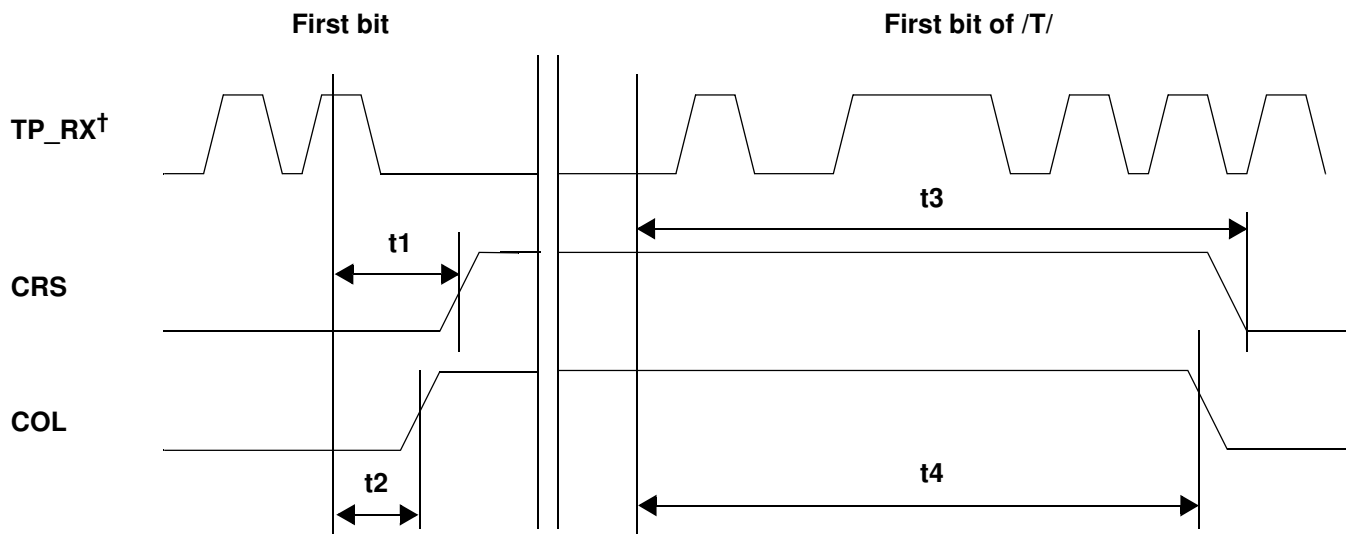 First bit
First bit of /T/
TP_RX†
t3
t1
CRS
COL
t4
t2